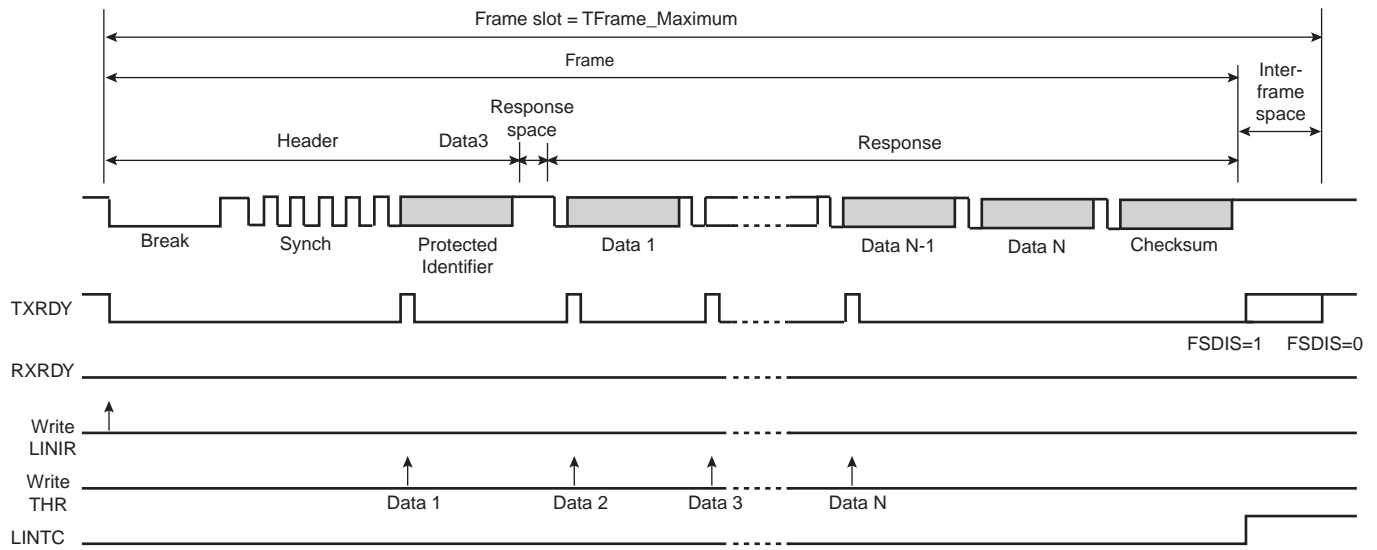 Frame slot = TFrame_Maximum
Frame
Inter-
frame
space
Response
space
Header
Data3
Response
Break
Synch
Protected
Identifier
Data 1
Data N-1
Data N
Checksum
TXRDY
FSDIS=1
FSDIS=0
RXRDY
Write
LINIR
Write
THR
Data 1
Data 2
Data 3
Data N
LINTC